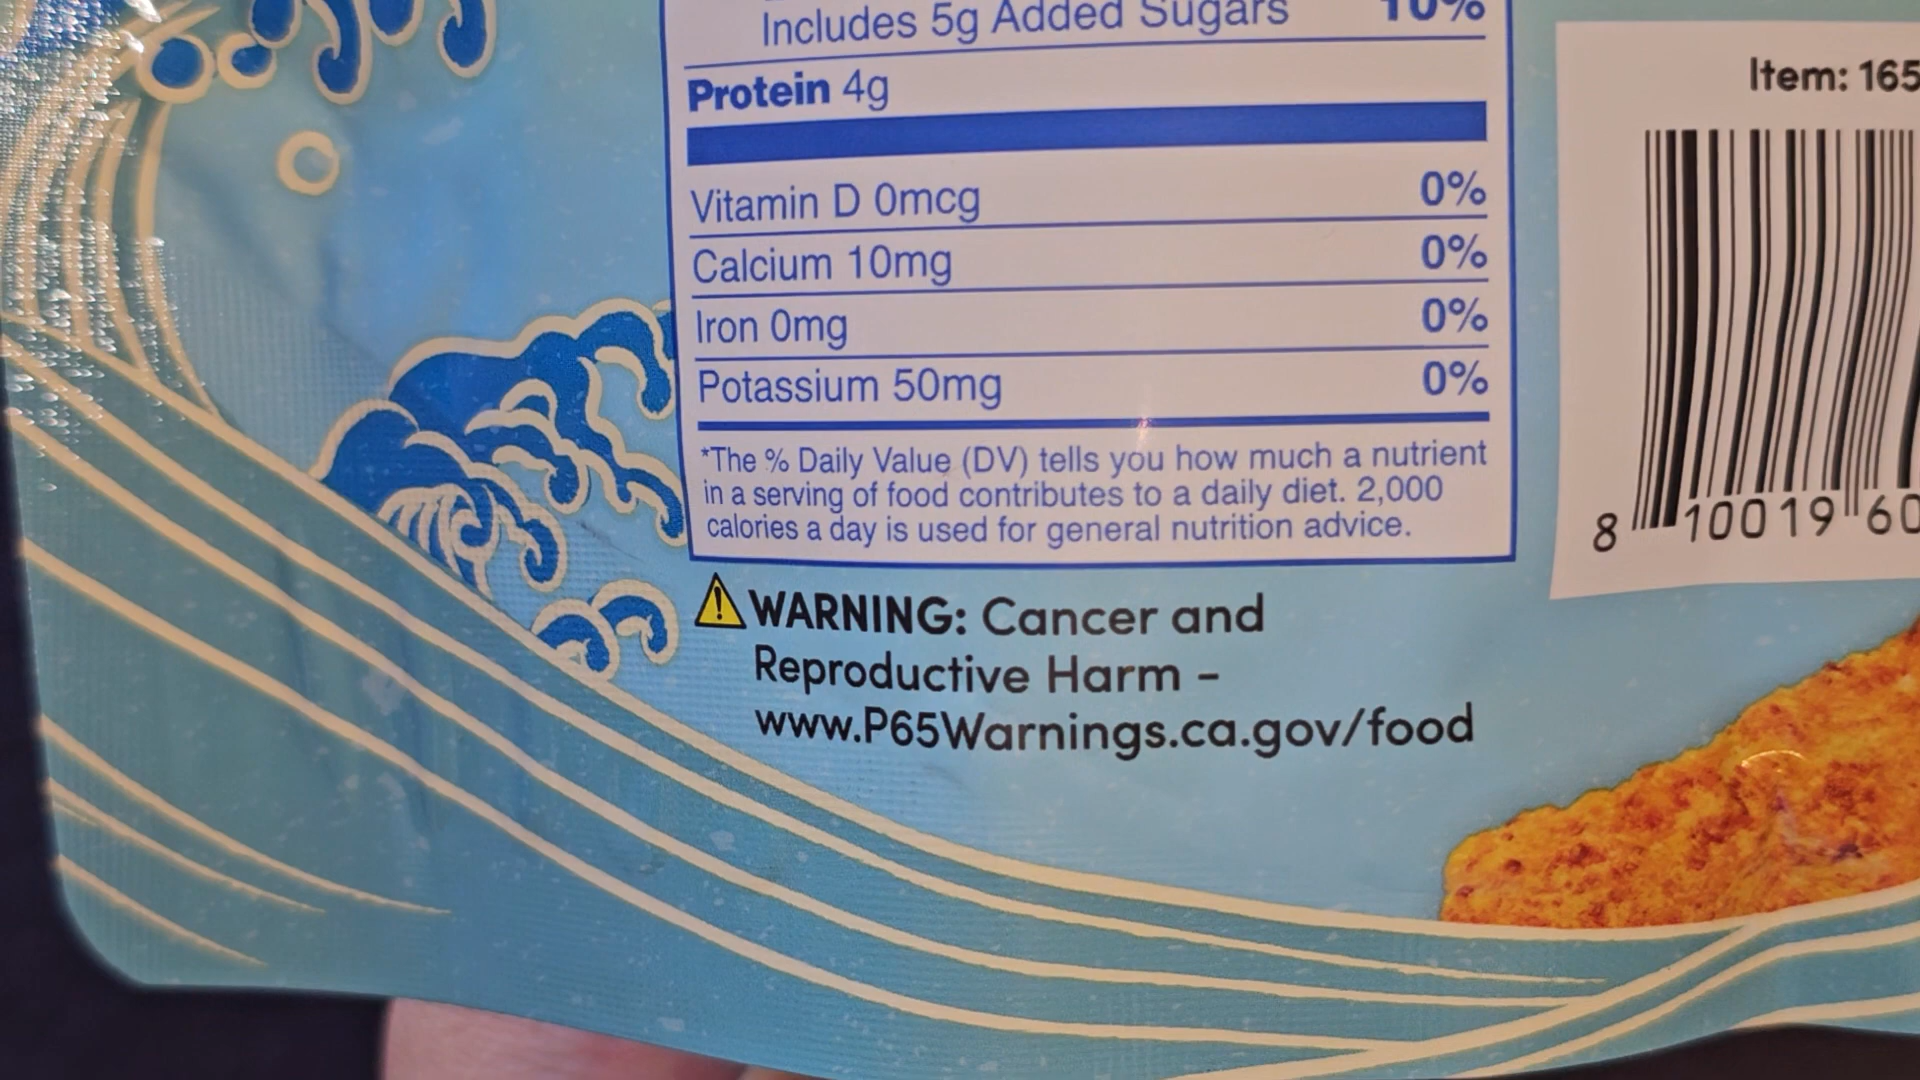 Includes 5g Added Sugars 10%
Protein 4g
Vitamin D 0mcg 0%
Calcium 10mg 0%
Iron 0mg 0%
Potassium 50mg 0%
*The % Daily Value (DV) tells you how much a nutrient
in a serving of food contributes to a daily diet. 2,000
calories a day is used for general nutrition advice.
⚠WARNING: Cancer and
Reproductive Harm –
www.P65Warnings.ca.gov/food
Item: 165
8 10019 60